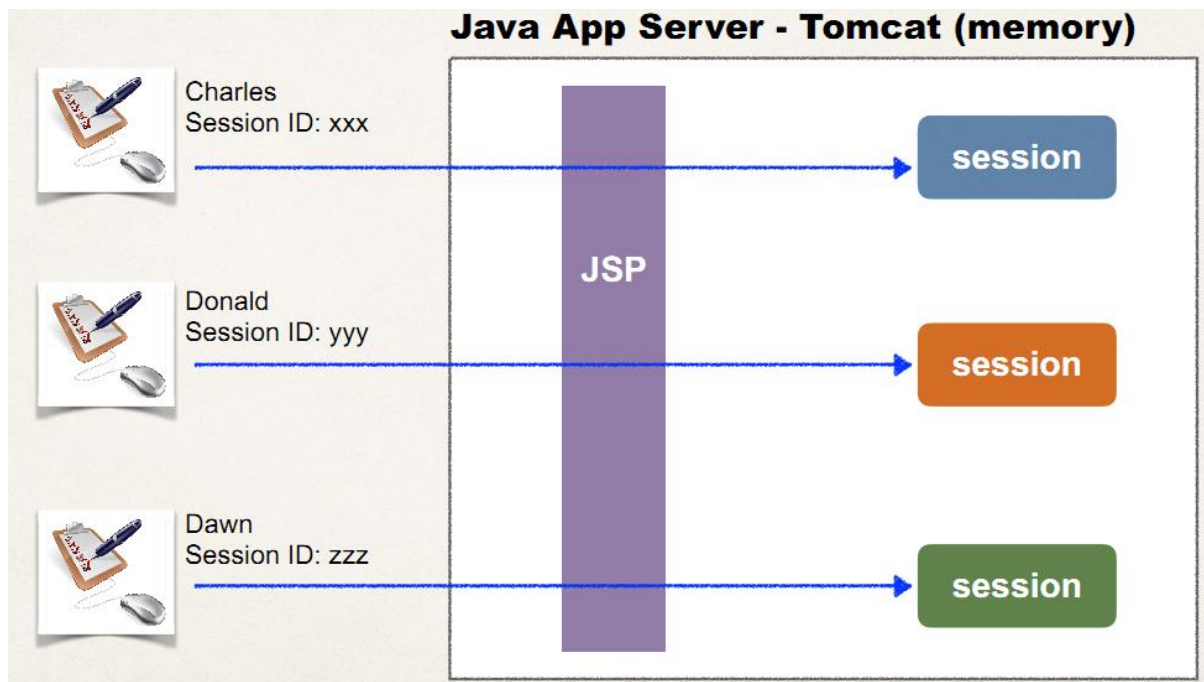 Java App Server - Tomcat (memory)
Charles
Session ID: xxx
session
JSP
Donald
Session ID: yyy
session
Dawn
Session ID: zzz
session